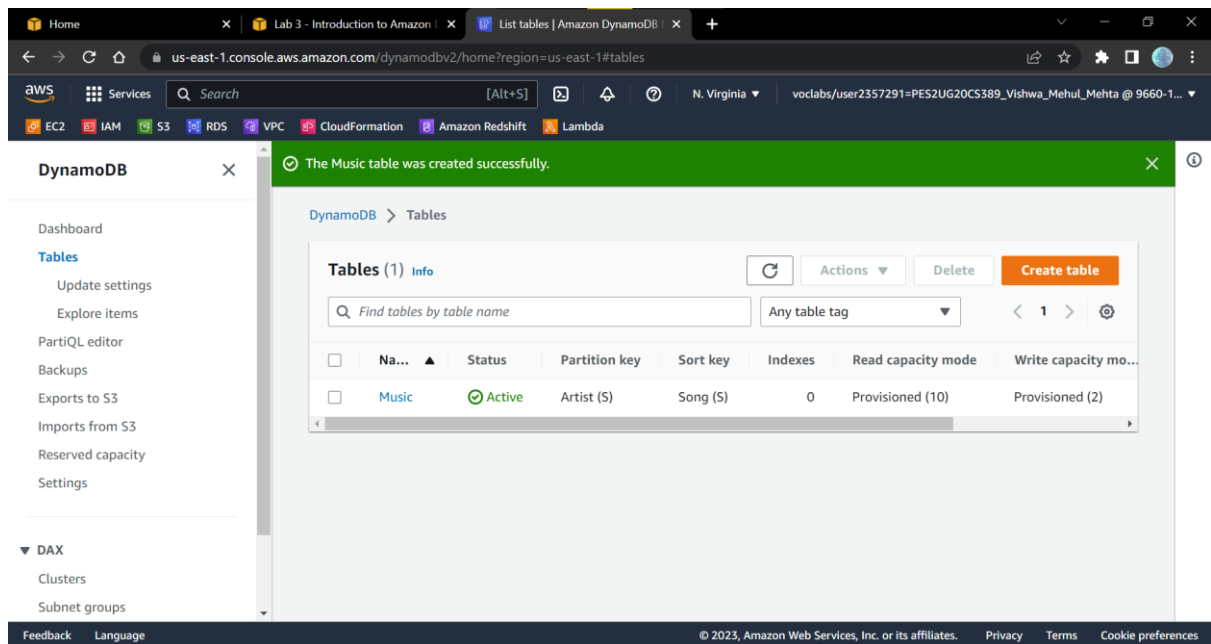 Home
Lab 3 - Introduction to Amazon
List tables | Amazon DynamoDB
us-east-1.console.aws.amazon.com/dynamodbv2/home?region=us-east-1#tables
aws Services Search [Alt+S] N. Virginia ▼ voclabs/user2357291=PES2UG20CS389_Vishwa_Mehul_Mehta @ 9660-1... ▼
EC2 IAM S3 RDS VPC CloudFormation Amazon Redshift Lambda
DynamoDB
Dashboard
Tables
Update settings
Explore items
PartiQL editor
Backups
Exports to S3
Imports from S3
Reserved capacity
Settings
▼ DAX
Clusters
Subnet groups
The Music table was created successfully.
DynamoDB > Tables
Tables (1) Info
Actions ▼ Delete Create table
Find tables by table name Any table tag ▼ < 1 >
Na... ▲ Status Partition key Sort key Indexes Read capacity mode Write capacity mo...
Music Active Artist (S) Song (S) 0 Provisioned (10) Provisioned (2)
Feedback Language © 2023, Amazon Web Services, Inc. or its affiliates. Privacy Terms Cookie preferences